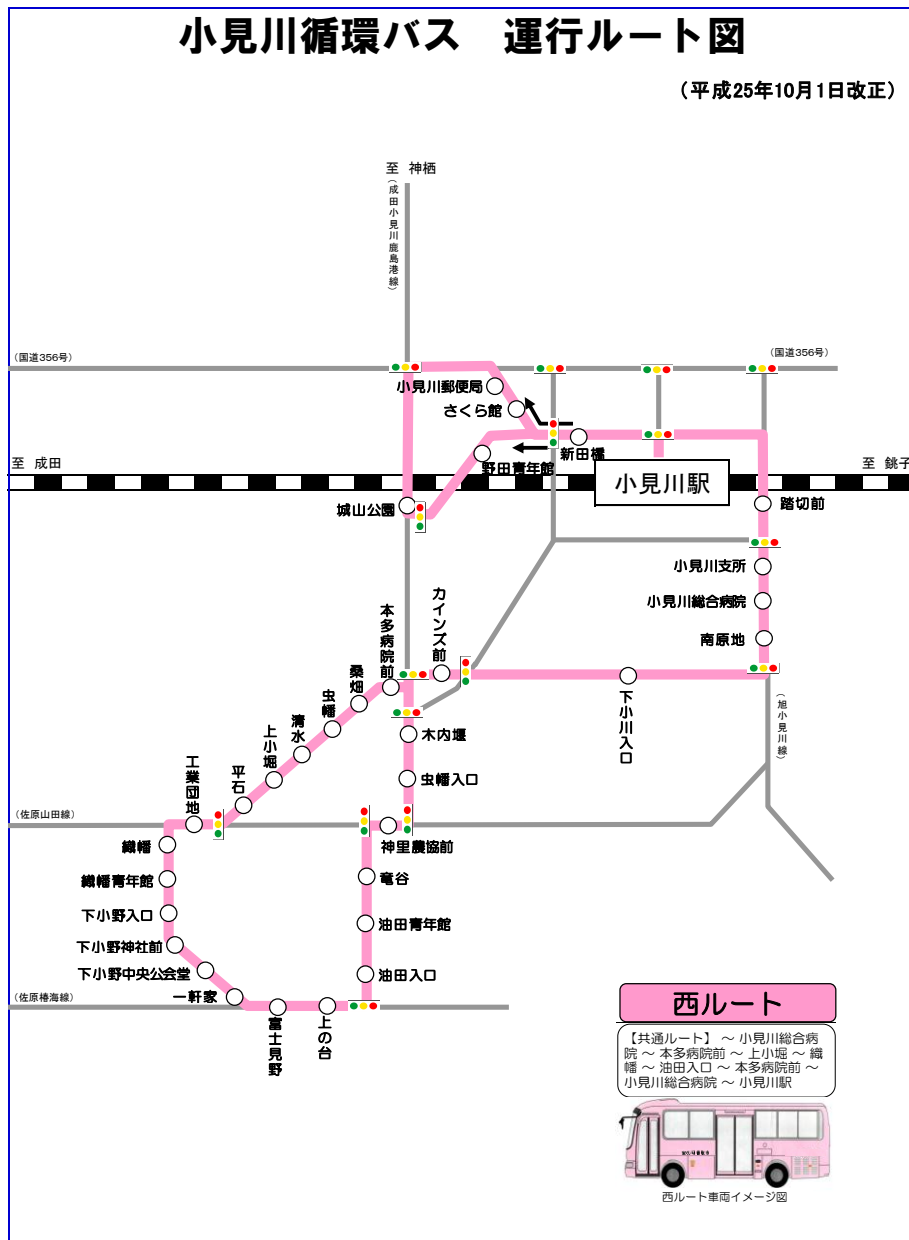 小見川循環バス　運行ルート図
（平成25年10月1日改正）
至 神栖
（成田小見川鹿島港線）
（国道356号）
（国道356号）
小見川郵便局
さくら館
新田橋
野田青年館
至 成田
至 銚子
小見川駅
城山公園
踏切前
小見川支所
小見川総合病院
南原地
カインズ前
本多病院前
桑畑
虫幡
清水
上小堀
平石
工業団地
下小川入口
（旭小見川線）
木内堰
虫幡入口
（佐原山田線）
神里農協前
織幡
織幡青年館
下小野入口
下小野神社前
下小野中央公会堂
一軒家
竜谷
油田青年館
油田入口
（佐原椿海線）
富士見野
上の台
西ルート
【共通ルート】 ～ 小見川総合病
院 ～ 本多病院前 ～ 上小堀 ～ 織
幡 ～ 油田入口 ～ 本多病院前 ～
小見川総合病院 ～ 小見川駅
西ルート車両イメージ図